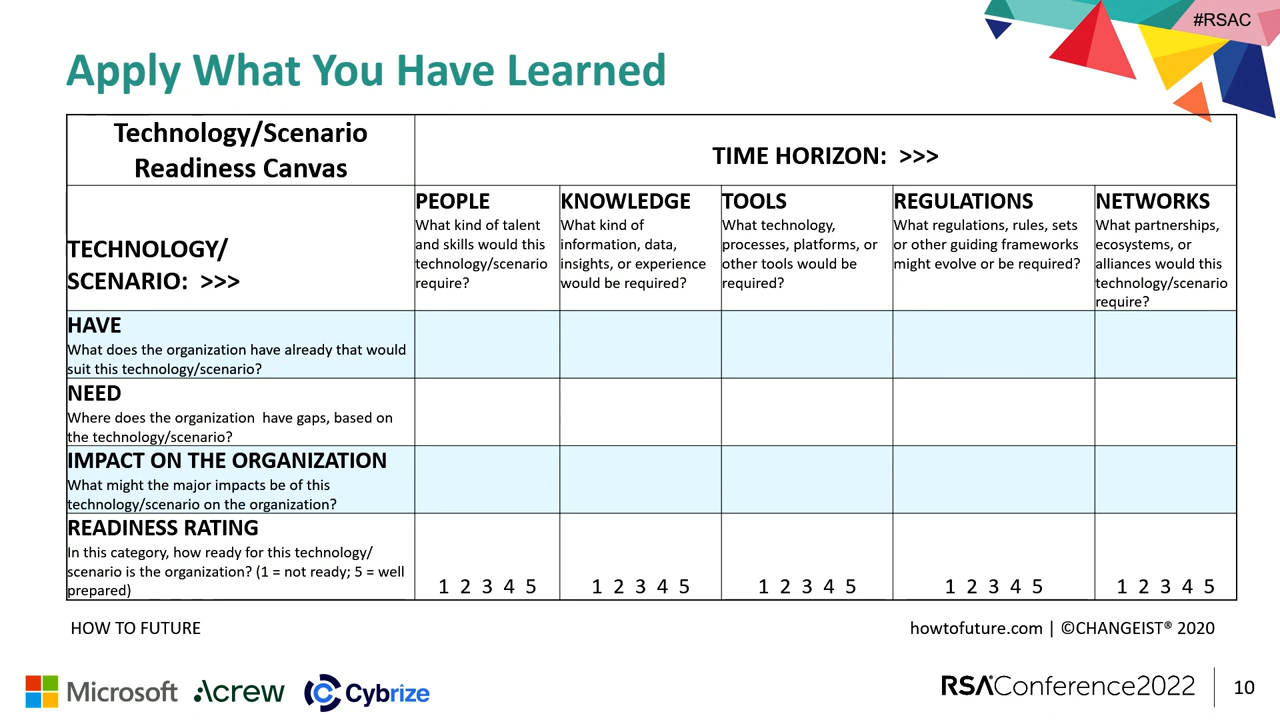 #RSAC
Apply What You Have Learned
Technology/Scenario
Readiness Canvas
TIME HORIZON: >>>
TECHNOLOGY/
SCENARIO: >>>
PEOPLE
What kind of talent
and skills would this
technology/scenario
require?
KNOWLEDGE
What kind of
information, data,
insights, or experience
would be required?
TOOLS
What technology,
processes, platforms, or
other tools would be
required?
REGULATIONS
What regulations, rules, sets
or other guiding frameworks
might evolve or be required?
NETWORKS
What partnerships,
ecosystems, or
alliances would this
technology/scenario
require?
HAVE
What does the organization have already that would
suit this technology/scenario?
NEED
Where does the organization  have gaps, based on
the technology/scenario?
IMPACT ON THE ORGANIZATION
What might the major impacts be of this
technology/scenario on the organization?
READINESS RATING
In this category, how ready for this technology/
scenario is the organization? (1 = not ready; 5 = well
prepared)
1 2 3 4 5
1 2 3 4 5
1 2 3 4 5
1 2 3 4 5
1 2 3 4 5
HOW TO FUTURE
howtofuture.com | ©CHANGEIST® 2020
Microsoft
Acrew
Cybrize
RSAConference2022
10